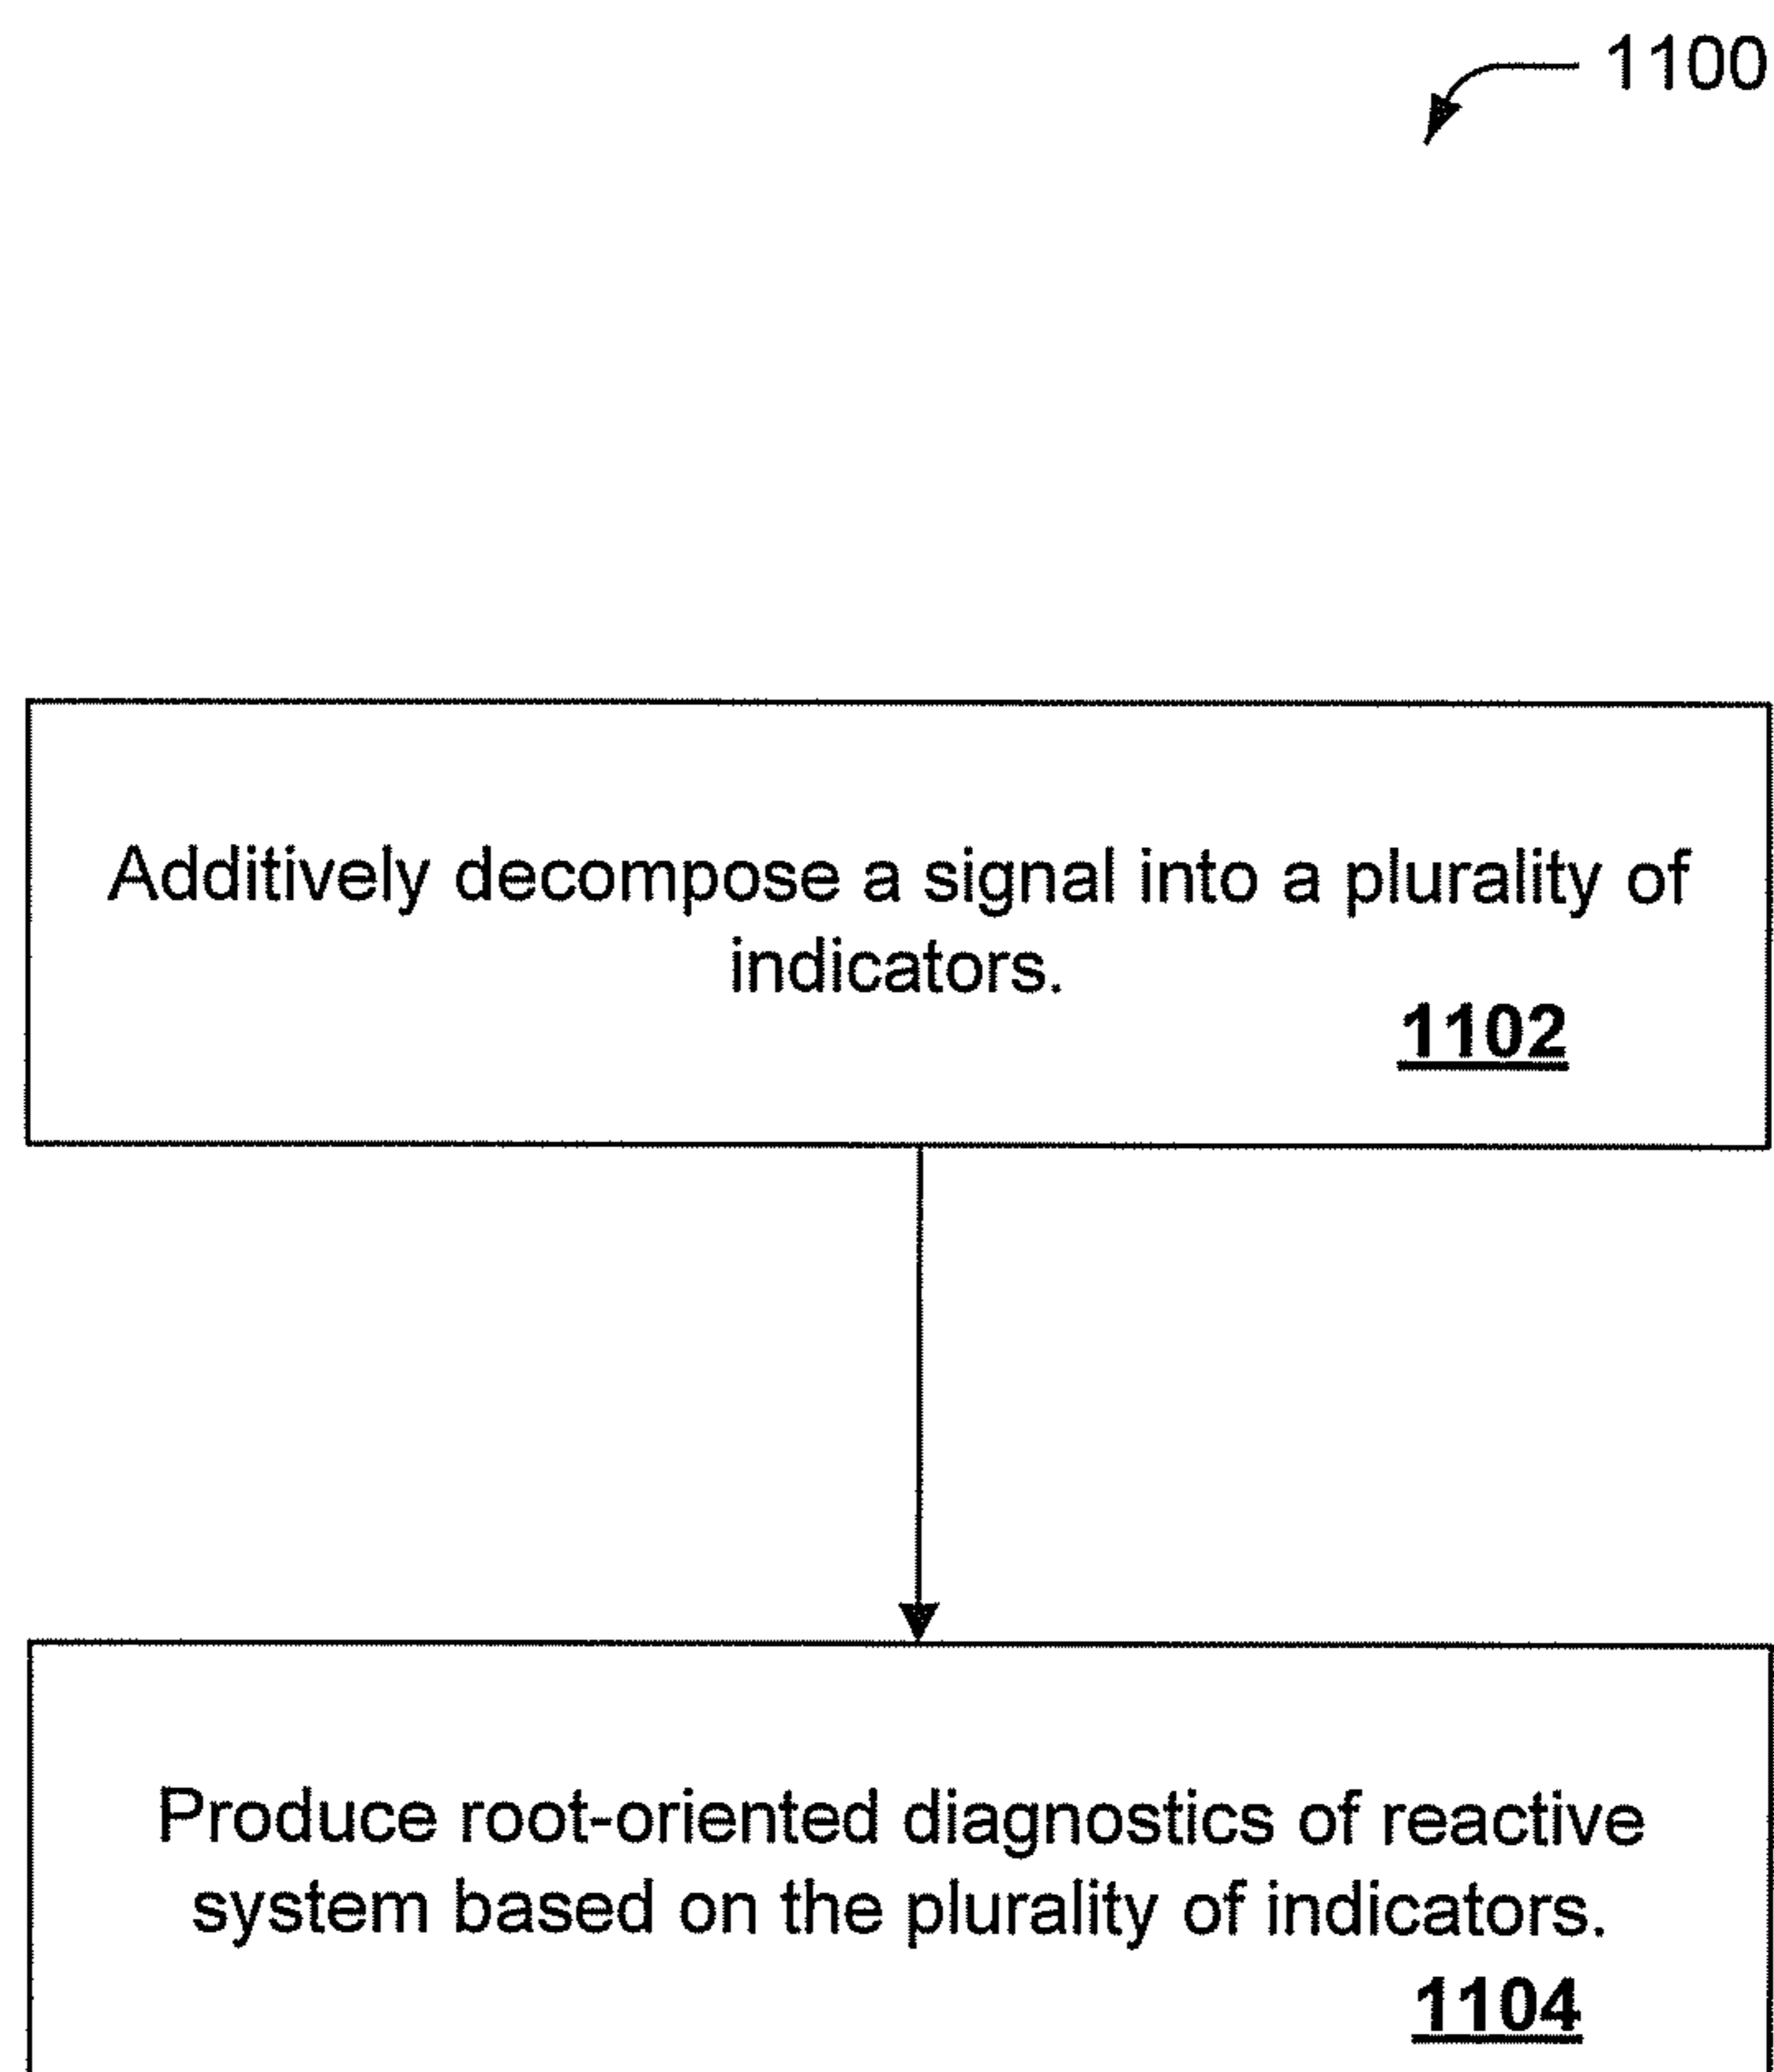 1100
Additively decompose a signal into a plurality of
indicators.
1102
Produce root-oriented diagnostics of reactive
system based on the plurality of indicators.
1104